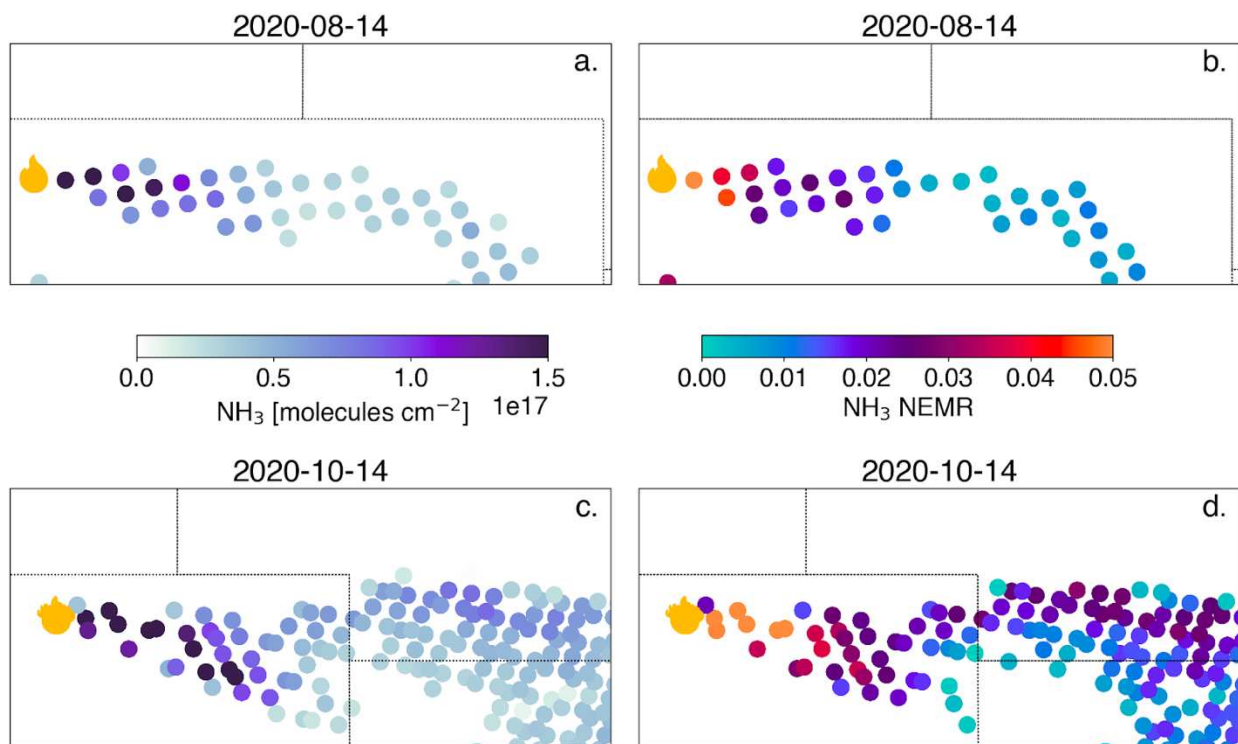 2020-08-14
2020-08-14
a.
b.
0.0 0.5 1.0 1.5
NH₃ [molecules cm⁻²] 1e17
0.00 0.01 0.02 0.03 0.04 0.05
NH₃ NEMR
2020-10-14
2020-10-14
c.
d.